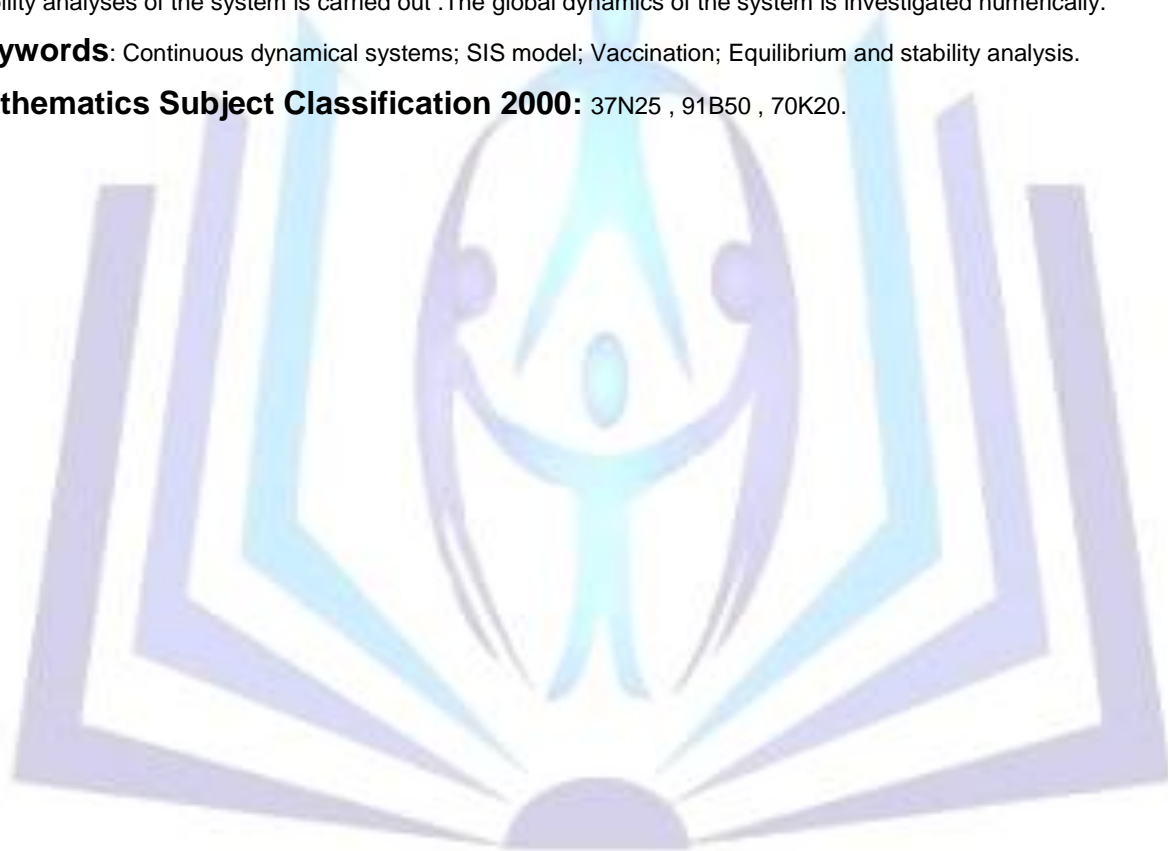 bility analyses of the system is carried out .The global dynamics of the system is investigated numerically.
ywords: Continuous dynamical systems; SIS model; Vaccination; Equilibrium and stability analysis.
thematics Subject Classification 2000: 37N25 , 91B50 , 70K20.